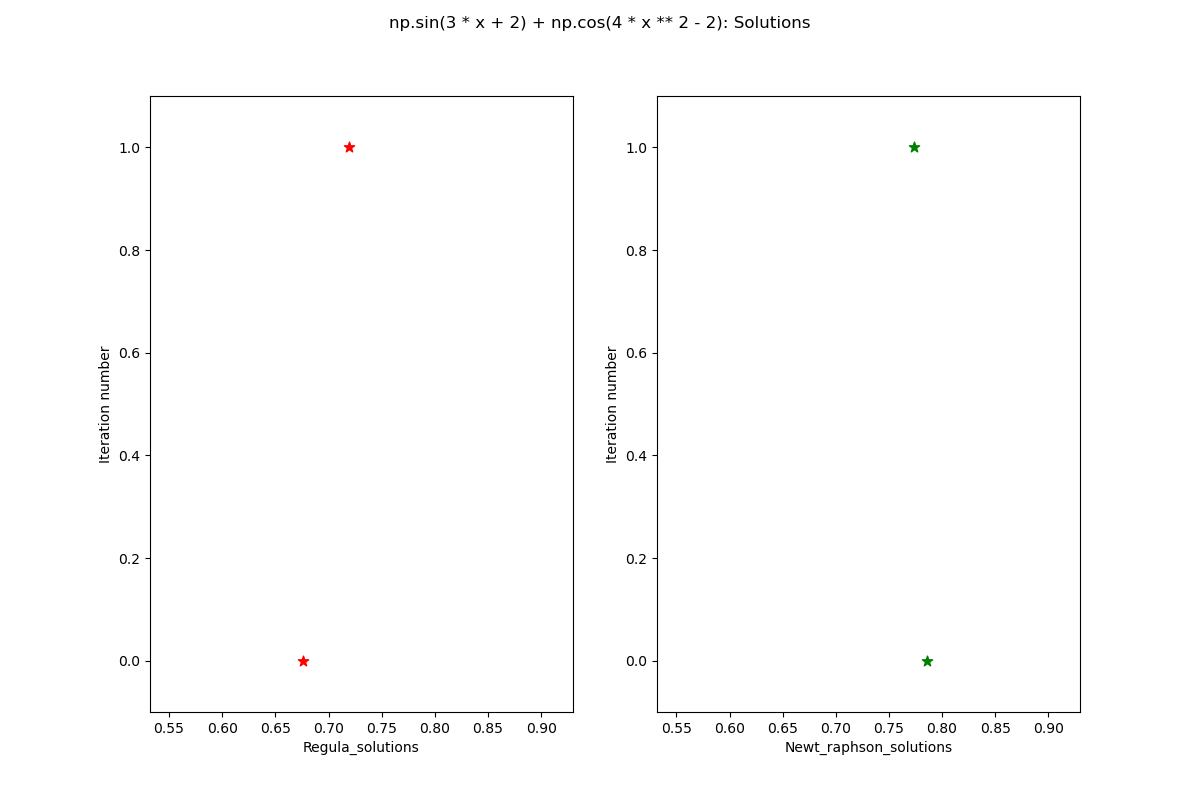 np.sin(3 * x + 2) + np.cos(4 * x ** 2 - 2): Solutions
1.0
0.8
0.6
0.4
0.2
0.0
Iteration number
0.55 0.60 0.65 0.70 0.75 0.80 0.85 0.90
Regula_solutions
1.0
0.8
0.6
0.4
0.2
0.0
Iteration number
0.55 0.60 0.65 0.70 0.75 0.80 0.85 0.90
Newt_raphson_solutions